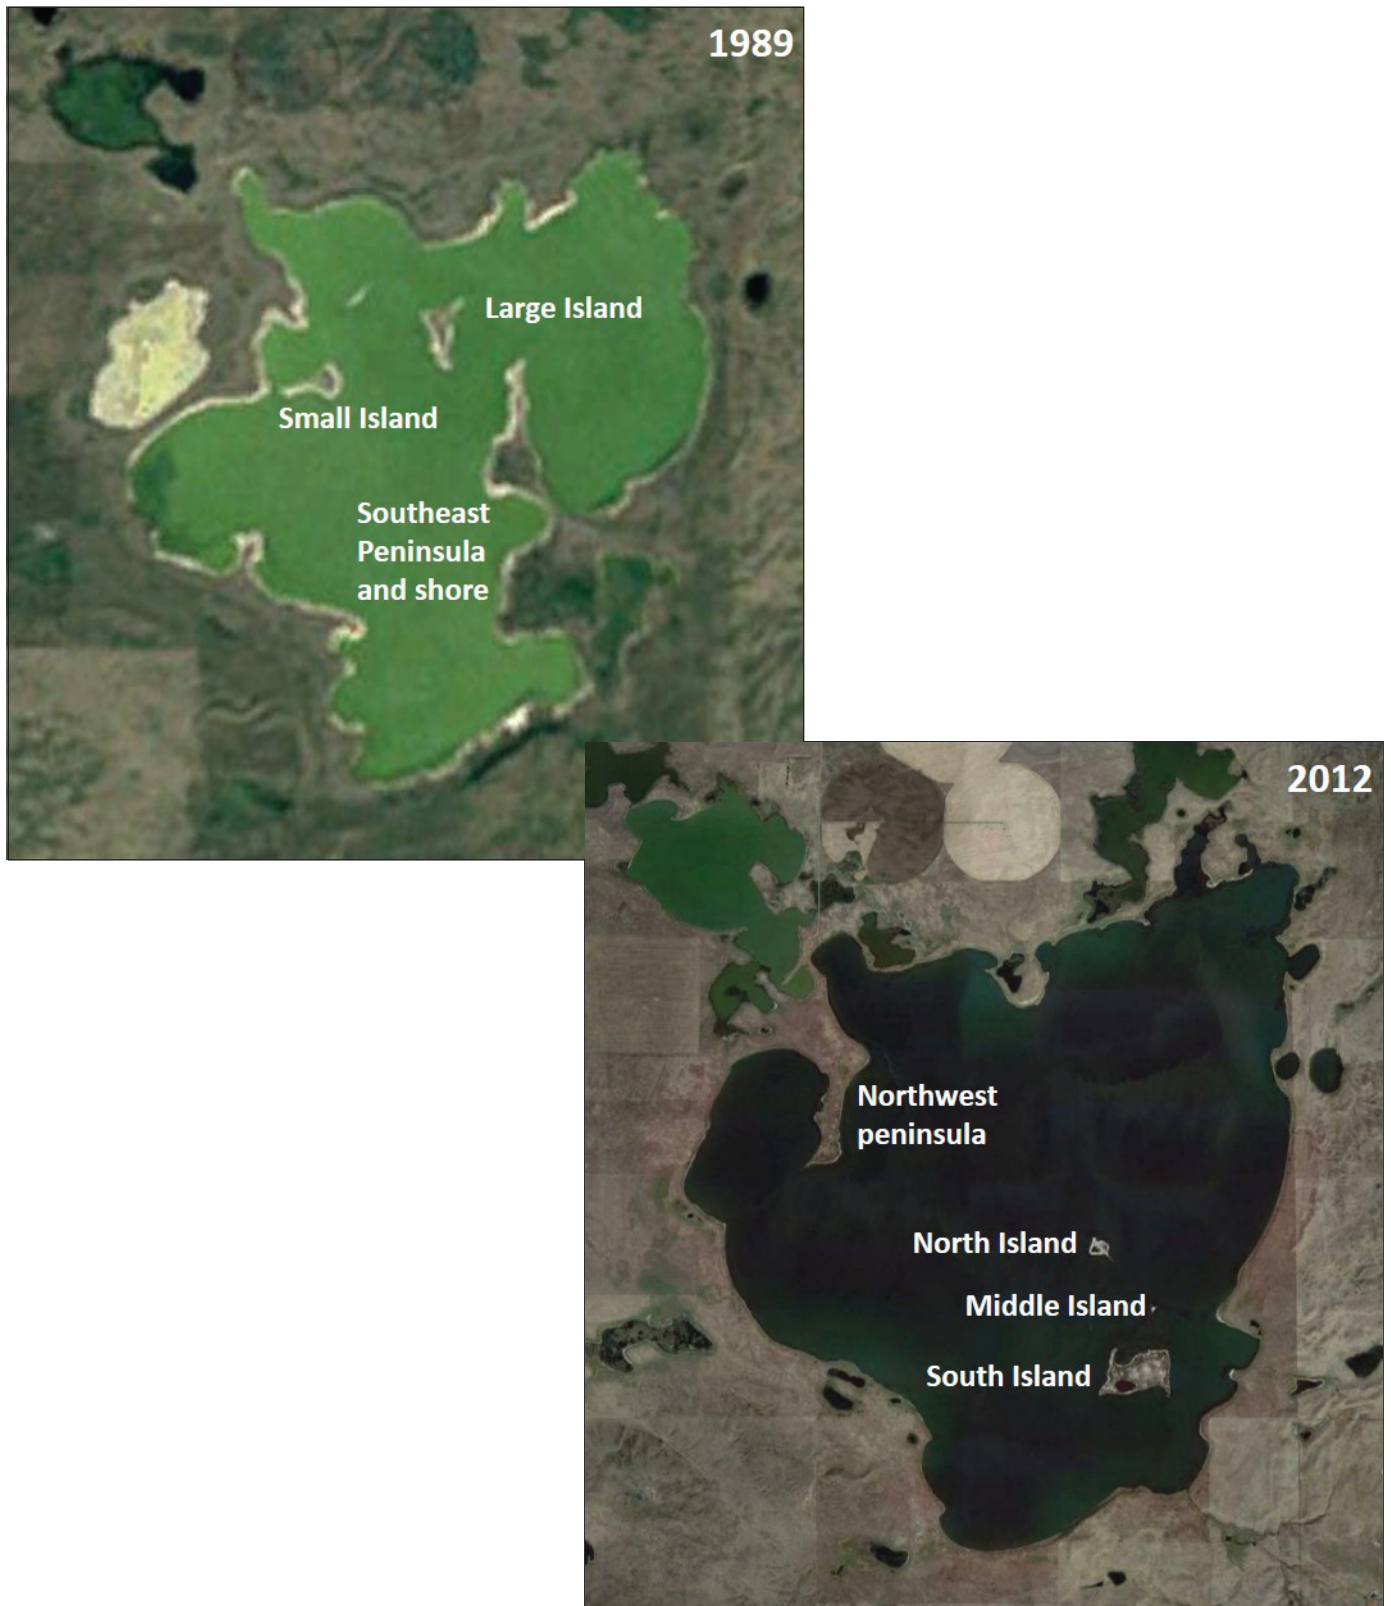 1989
Large Island
Small Island
Southeast
Peninsula
and shore
2012
Northwest
peninsula
North Island
Middle Island
South Island